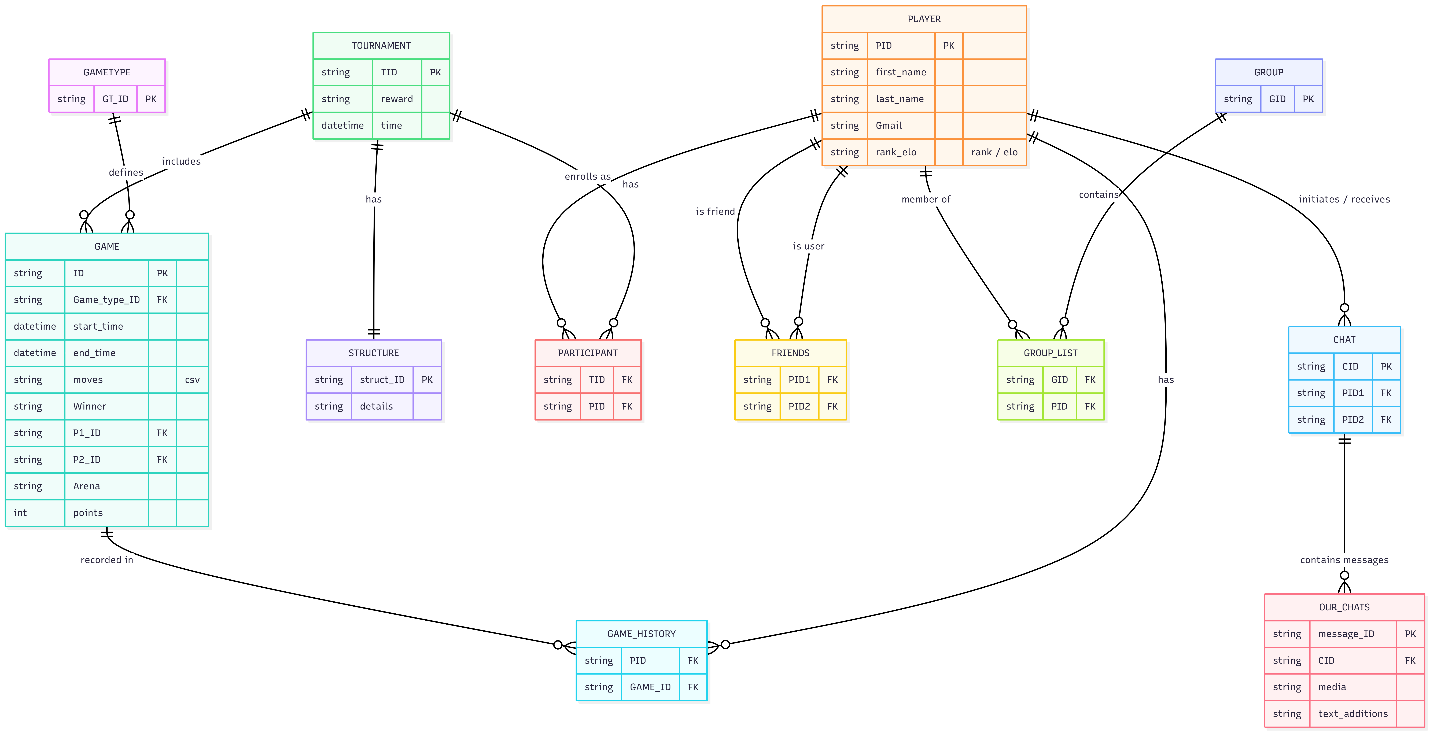 PLAYER
string PID PK
string first_name
string last_name
string Gmail
string rank_elo rank / elo
TOURNAMENT
string TID PK
string reward
datetime time
GAMETYPE
string GT_ID PK
GROUP
string GID PK
includes
defines
has
enrolls as
has
is friend
is user
member of
contains
initiates / receives
GAME
string ID PK
string Game_type_ID FK
datetime start_time
datetime end_time
string moves csv
string Winner
string P1_ID FK
string P2_ID FK
string Arena
int points
STRUCTURE
string struct_ID PK
string details
PARTICIPANT
string TID FK
string PID FK
FRIENDS
string PID1 FK
string PID2 FK
GROUP_LIST
string GID FK
string PID FK
CHAT
string CID PK
string PID1 FK
string PID2 FK
has
recorded in
contains messages
GAME_HISTORY
string PID FK
string GAME_ID FK
OUR_CHATS
string message_ID PK
string CID FK
string media
string text_additions